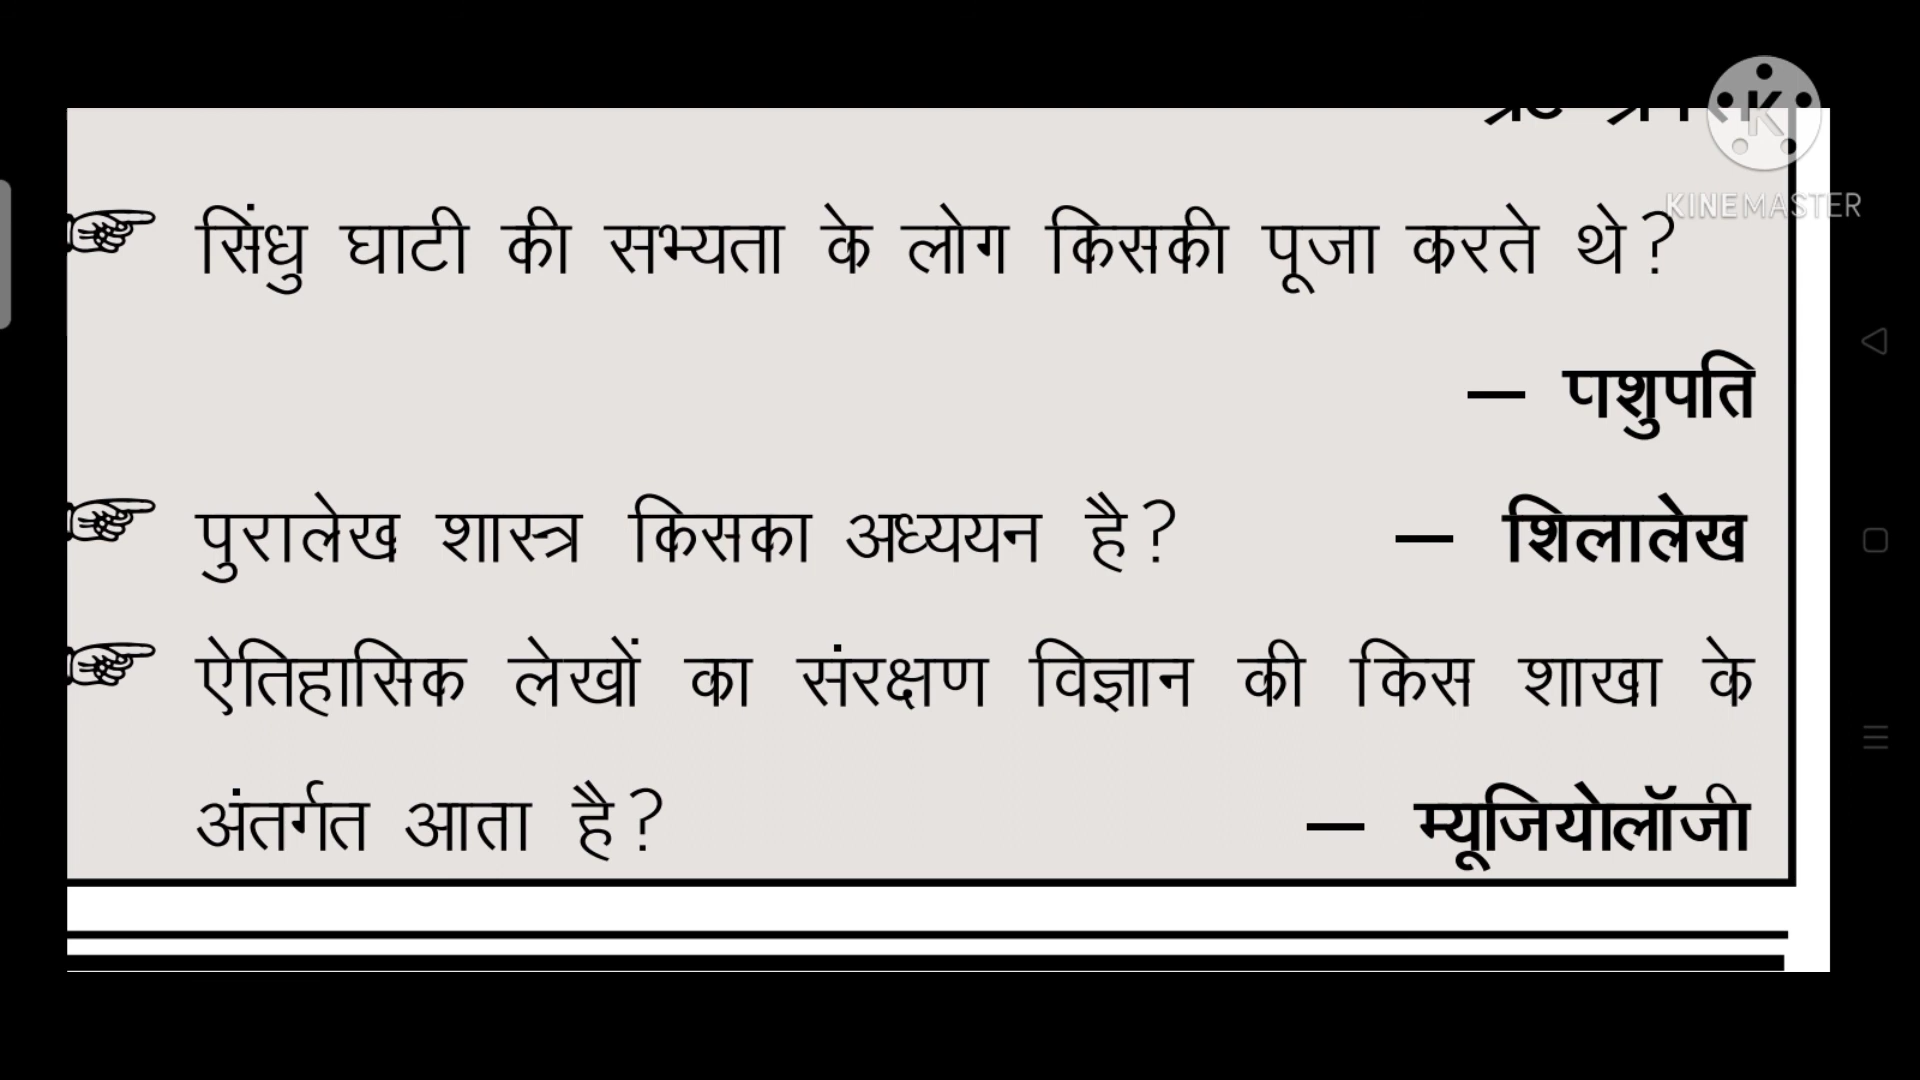 KINEMASTER
सिंधु घाटी की सभ्यता के लोग किसकी पूजा करते थे?
— पशुपति
पुरालेख शास्त्र किसका अध्ययन है? — शिलालेख
ऐतिहासिक लेखों का संरक्षण विज्ञान की किस शाखा के
अंतर्गत आता है? — म्यूजियोलॉजी